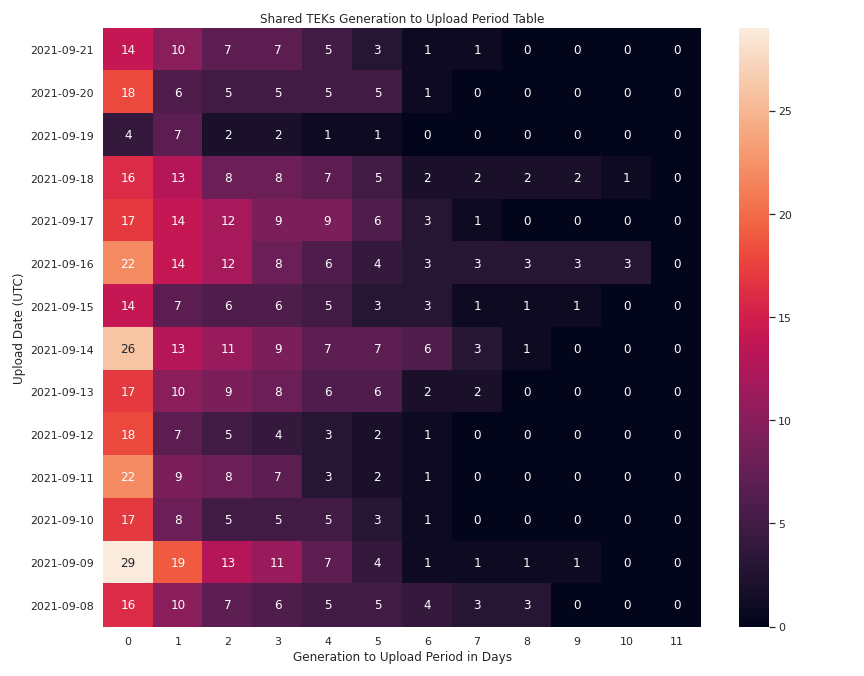 Shared TEKs Generation to Upload Period Table
2021-09-21 14 10 7 7 5 3 1 1 0 0 0 0
2021-09-20 18 6 5 5 5 5 1 0 0 0 0 0
2021-09-19 4 7 2 2 1 1 0 0 0 0 0 0
2021-09-18 16 13 8 8 7 5 2 2 2 2 1 0
2021-09-17 17 14 12 9 9 6 3 1 0 0 0 0
2021-09-16 22 14 12 8 6 4 3 3 3 3 3 0
2021-09-15 14 7 6 6 5 3 3 1 1 1 0 0
2021-09-14 26 13 11 9 7 7 6 3 1 0 0 0
2021-09-13 17 10 9 8 6 6 2 2 0 0 0 0
2021-09-12 18 7 5 4 3 2 1 0 0 0 0 0
2021-09-11 22 9 8 7 3 2 1 0 0 0 0 0
2021-09-10 17 8 5 5 5 3 1 0 0 0 0 0
2021-09-09 29 19 13 11 7 4 1 1 1 1 0 0
2021-09-08 16 10 7 6 5 5 4 3 3 0 0 0
0 1 2 3 4 5 6 7 8 9 10 11
Generation to Upload Period in Days
Upload Date (UTC)
25
20
15
10
5
0